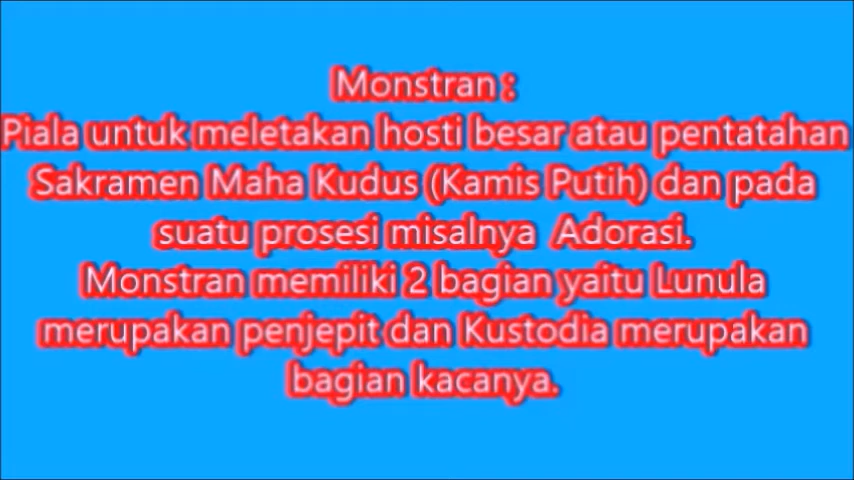 Monstran :
Piala untuk meletakan hosti besar atau pentatahan
Sakramen Maha Kudus (Kamis Putih) dan pada
suatu prosesi misalnya  Adorasi.
Monstran memiliki 2 bagian yaitu Lunula
merupakan penjepit dan Kustodia merupakan
bagian kacanya.